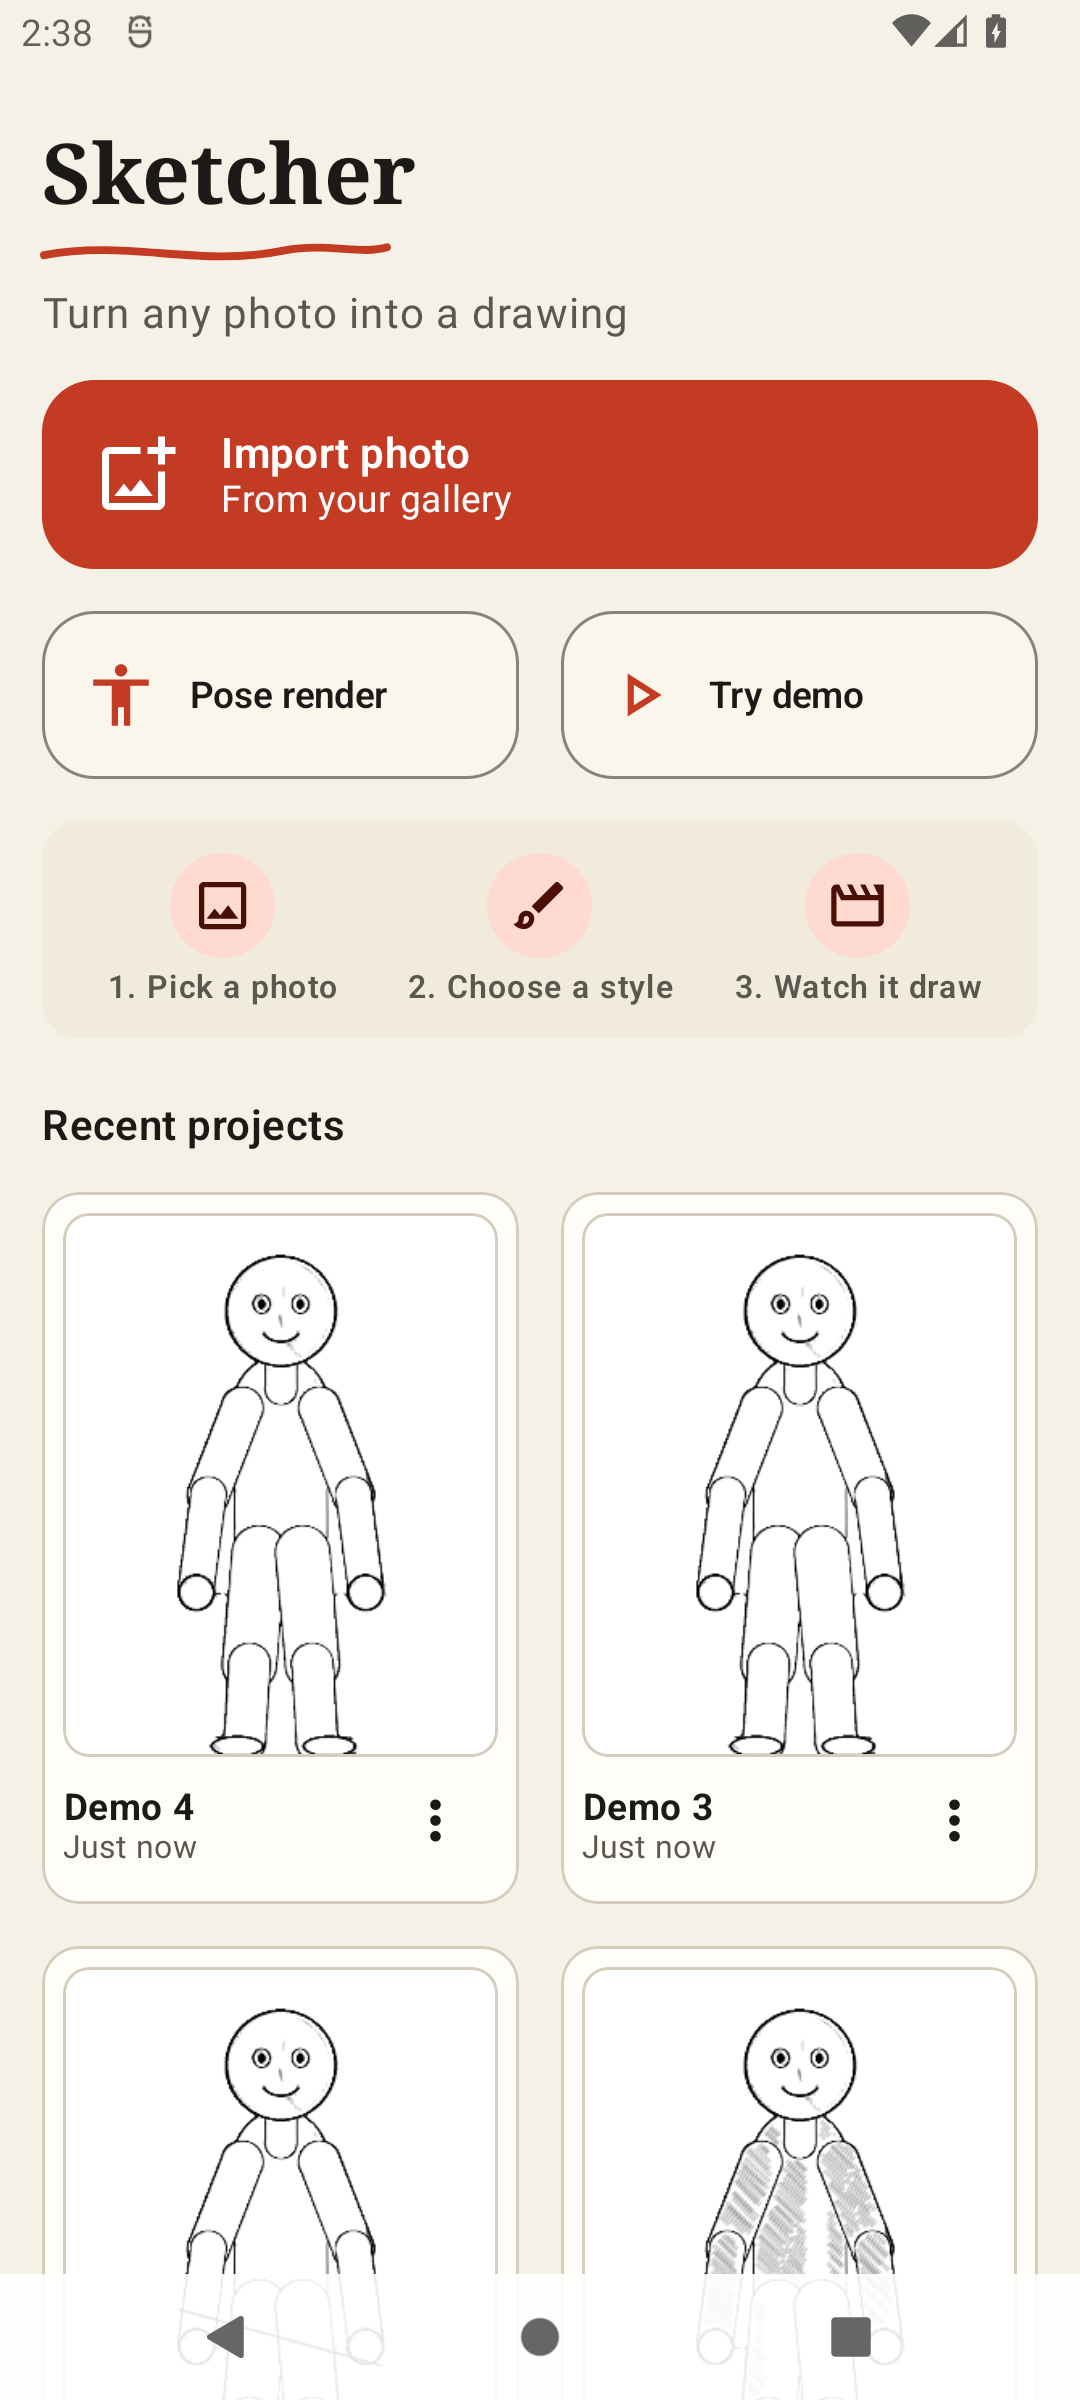 2:38
Sketcher
Turn any photo into a drawing
Import photo
From your gallery
Pose render
Try demo
1. Pick a photo
2. Choose a style
3. Watch it draw
Recent projects
Demo 4
Just now
Demo 3
Just now